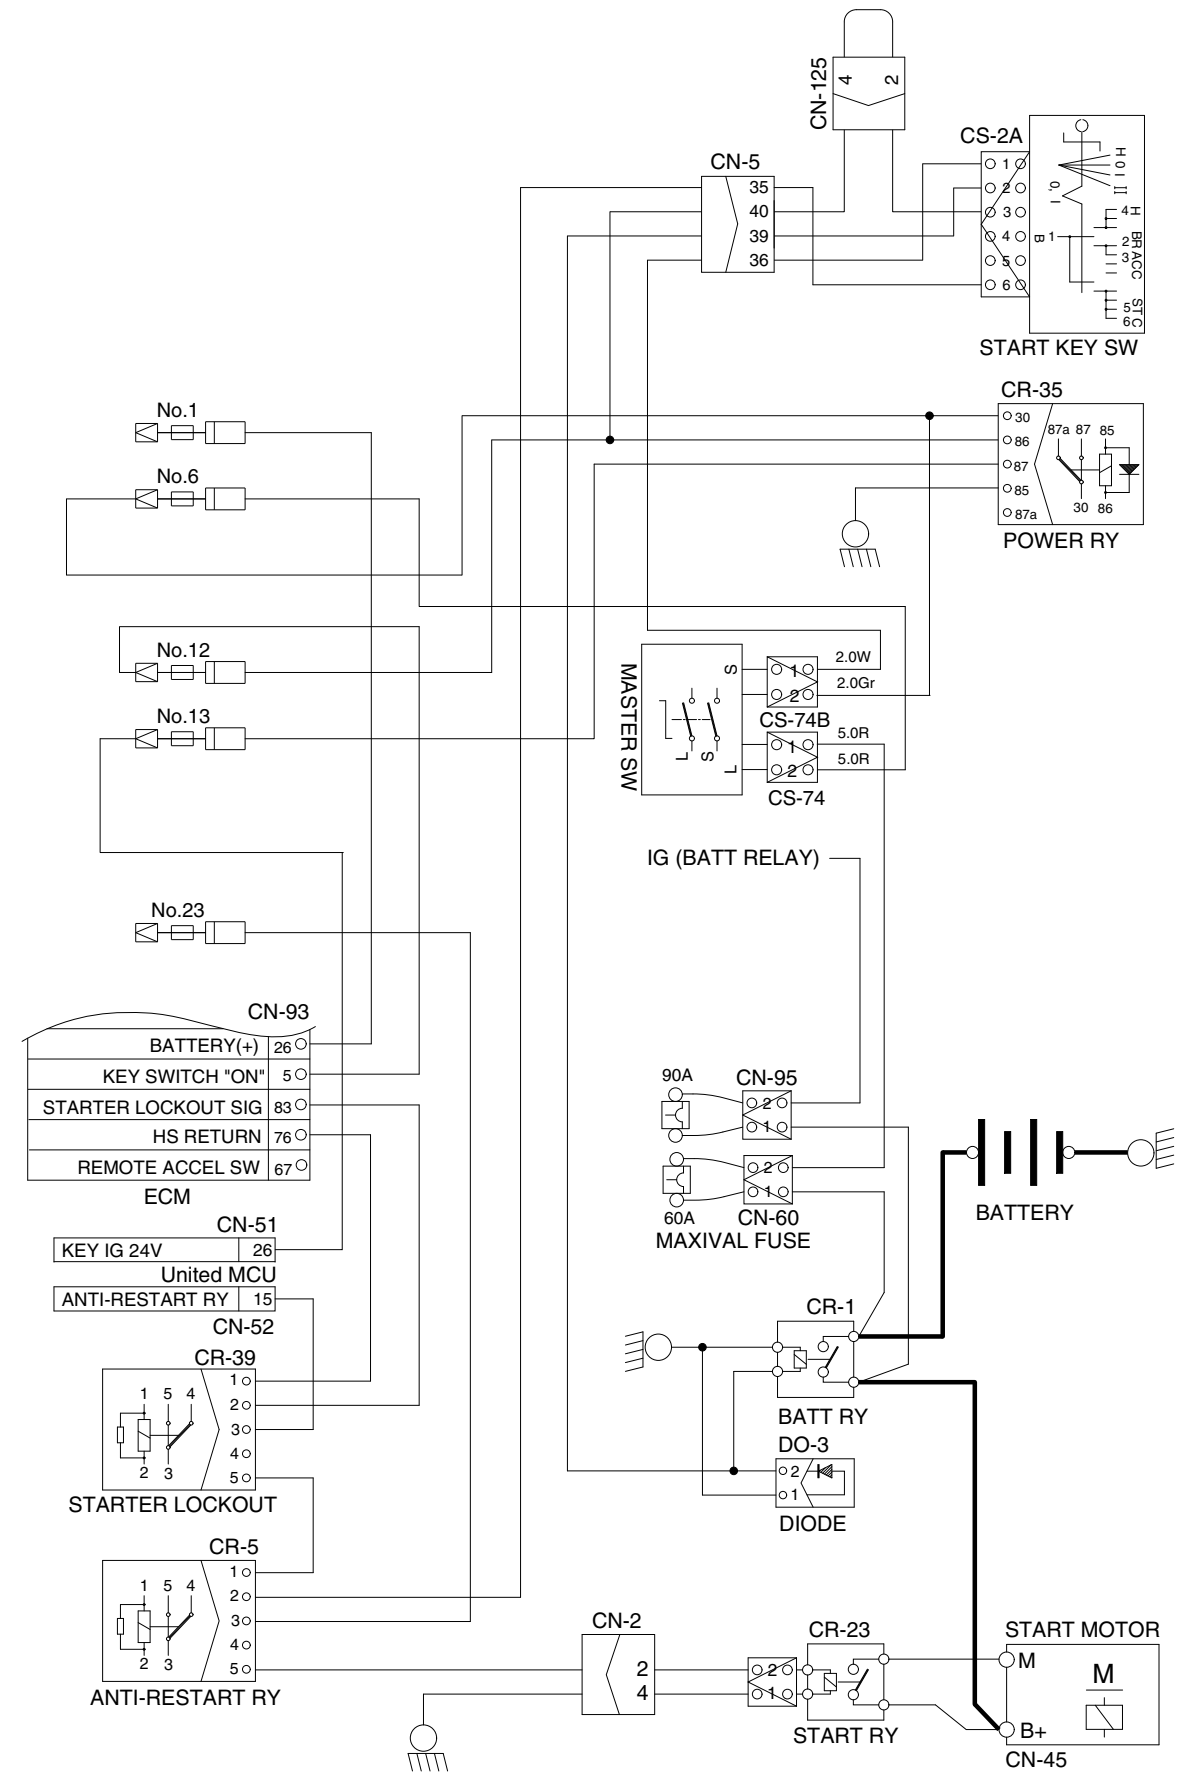 CN-125
4 2
CS-2A
CN-5
35
40
39
36
1
2
3
4
5
6
H O I II
0, I
B 1
4 H
2 BR
3 ACC
5 ST
6 C
START KEY SW
CR-35
30
86
87
85
87a
87a 87 85
30 86
POWER RY
No.1
No.6
No.12
No.13
No.23
MASTER SW
S
L
L S
1
2
2.0W
2.0Gr
CS-74B
1
2
5.0R
5.0R
CS-74
IG (BATT RELAY)
CN-93
BATTERY(+) 26
KEY SWITCH "ON" 5
STARTER LOCKOUT SIG 83
HS RETURN 76
REMOTE ACCEL SW 67
ECM
CN-51
KEY IG 24V 26
United MCU
ANTI-RESTART RY 15
CN-52
90A
CN-95
2
1
2
1
60A
CN-60
MAXIVAL FUSE
BATTERY
CR-1
BATT RY
DO-3
2
1
DIODE
CR-39
1
2
3
4
5
1 5 4
2 3
STARTER LOCKOUT
CR-5
1
2
3
4
5
1 5 4
2 3
ANTI-RESTART RY
CN-2
2
4
2
1
CR-23
START RY
START MOTOR
M
M
B+
CN-45